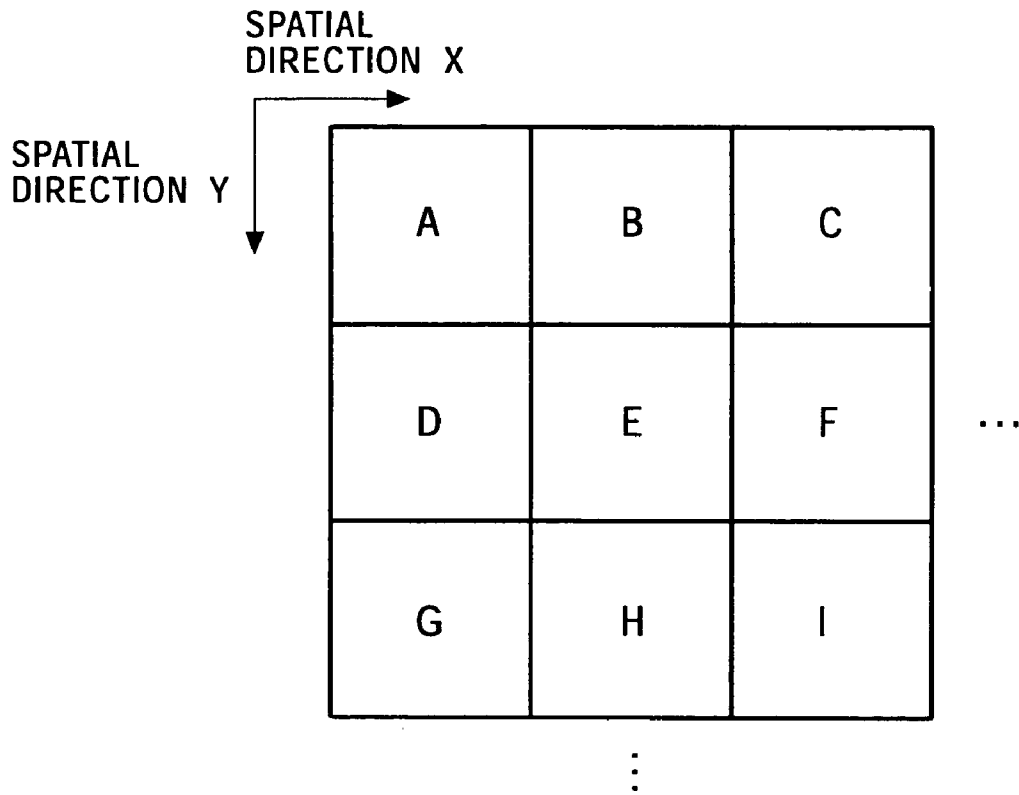 SPATIAL
DIRECTION X
SPATIAL
DIRECTION Y
A B C
D E F ...
G H I
⋮